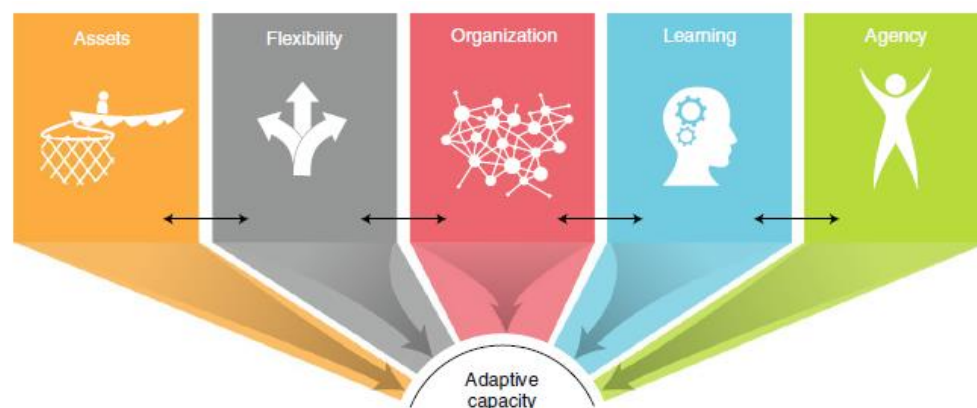 Assets
Flexibility
Organization
Learning
Agency
Adaptive
capacity